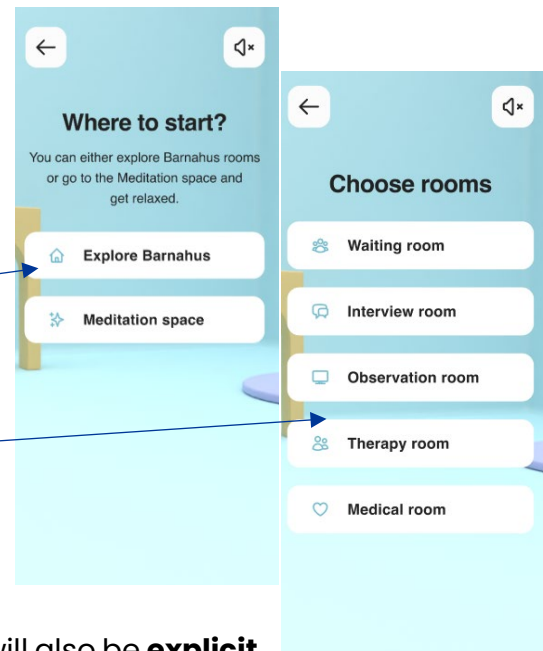 Where to start?
You can either explore Barnahus rooms
or go to the Meditation space and
get relaxed.
Explore Barnahus
Meditation space
Choose rooms
Waiting room
Interview room
Observation room
Therapy room
Medical room
will also be explicit